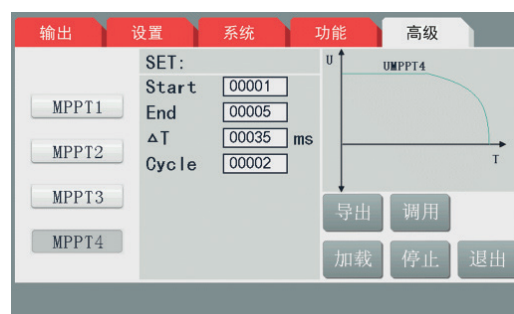 输出 设置 系统 功能 高级
MPPT1
MPPT2
MPPT3
MPPT4
SET:
Start 00001
End 00005
ΔT 00035 ms
Cycle 00002
U
UMPPT4
T
导出 调用
加载 停止 退出